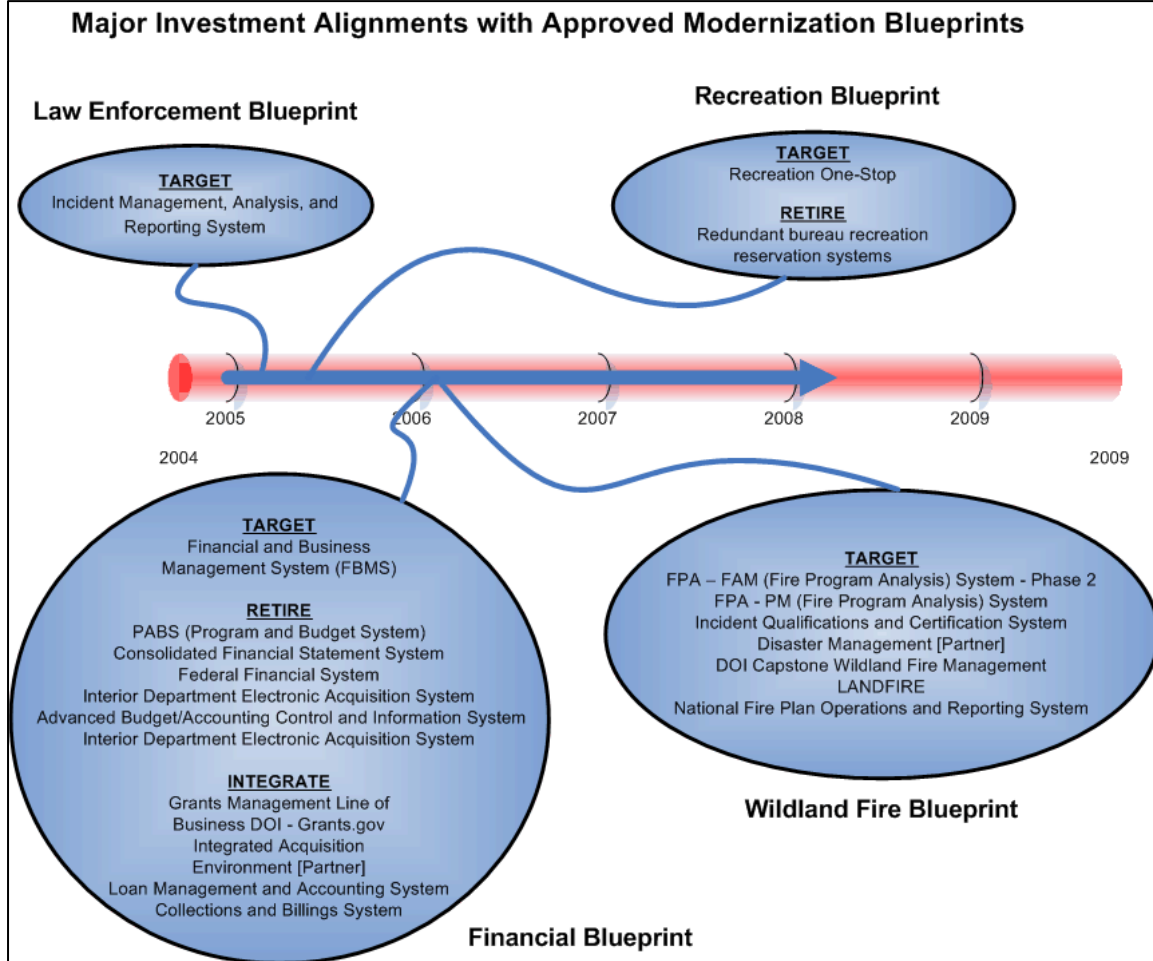 Major Investment Alignments with Approved Modernization Blueprints
Law Enforcement Blueprint
TARGET
Incident Management, Analysis, and
Reporting System
Recreation Blueprint
TARGET
Recreation One-Stop
RETIRE
Redundant bureau recreation
reservation systems
2005
2006
2007
2008
2009
2004
2009
TARGET
Financial and Business
Management System (FBMS)
RETIRE
PABS (Program and Budget System)
Consolidated Financial Statement System
Federal Financial System
Interior Department Electronic Acquisition System
Advanced Budget/Accounting Control and Information System
Interior Department Electronic Acquisition System
INTEGRATE
Grants Management Line of
Business DOI - Grants.gov
Integrated Acquisition
Environment [Partner]
Loan Management and Accounting System
Collections and Billings System
Financial Blueprint
TARGET
FPA – FAM (Fire Program Analysis) System - Phase 2
FPA - PM (Fire Program Analysis) System
Incident Qualifications and Certification System
Disaster Management [Partner]
DOI Capstone Wildland Fire Management
LANDFIRE
National Fire Plan Operations and Reporting System
Wildland Fire Blueprint